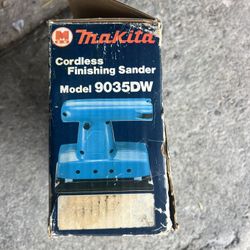 M makita
Cordless
Finishing Sander
Model 9035DW